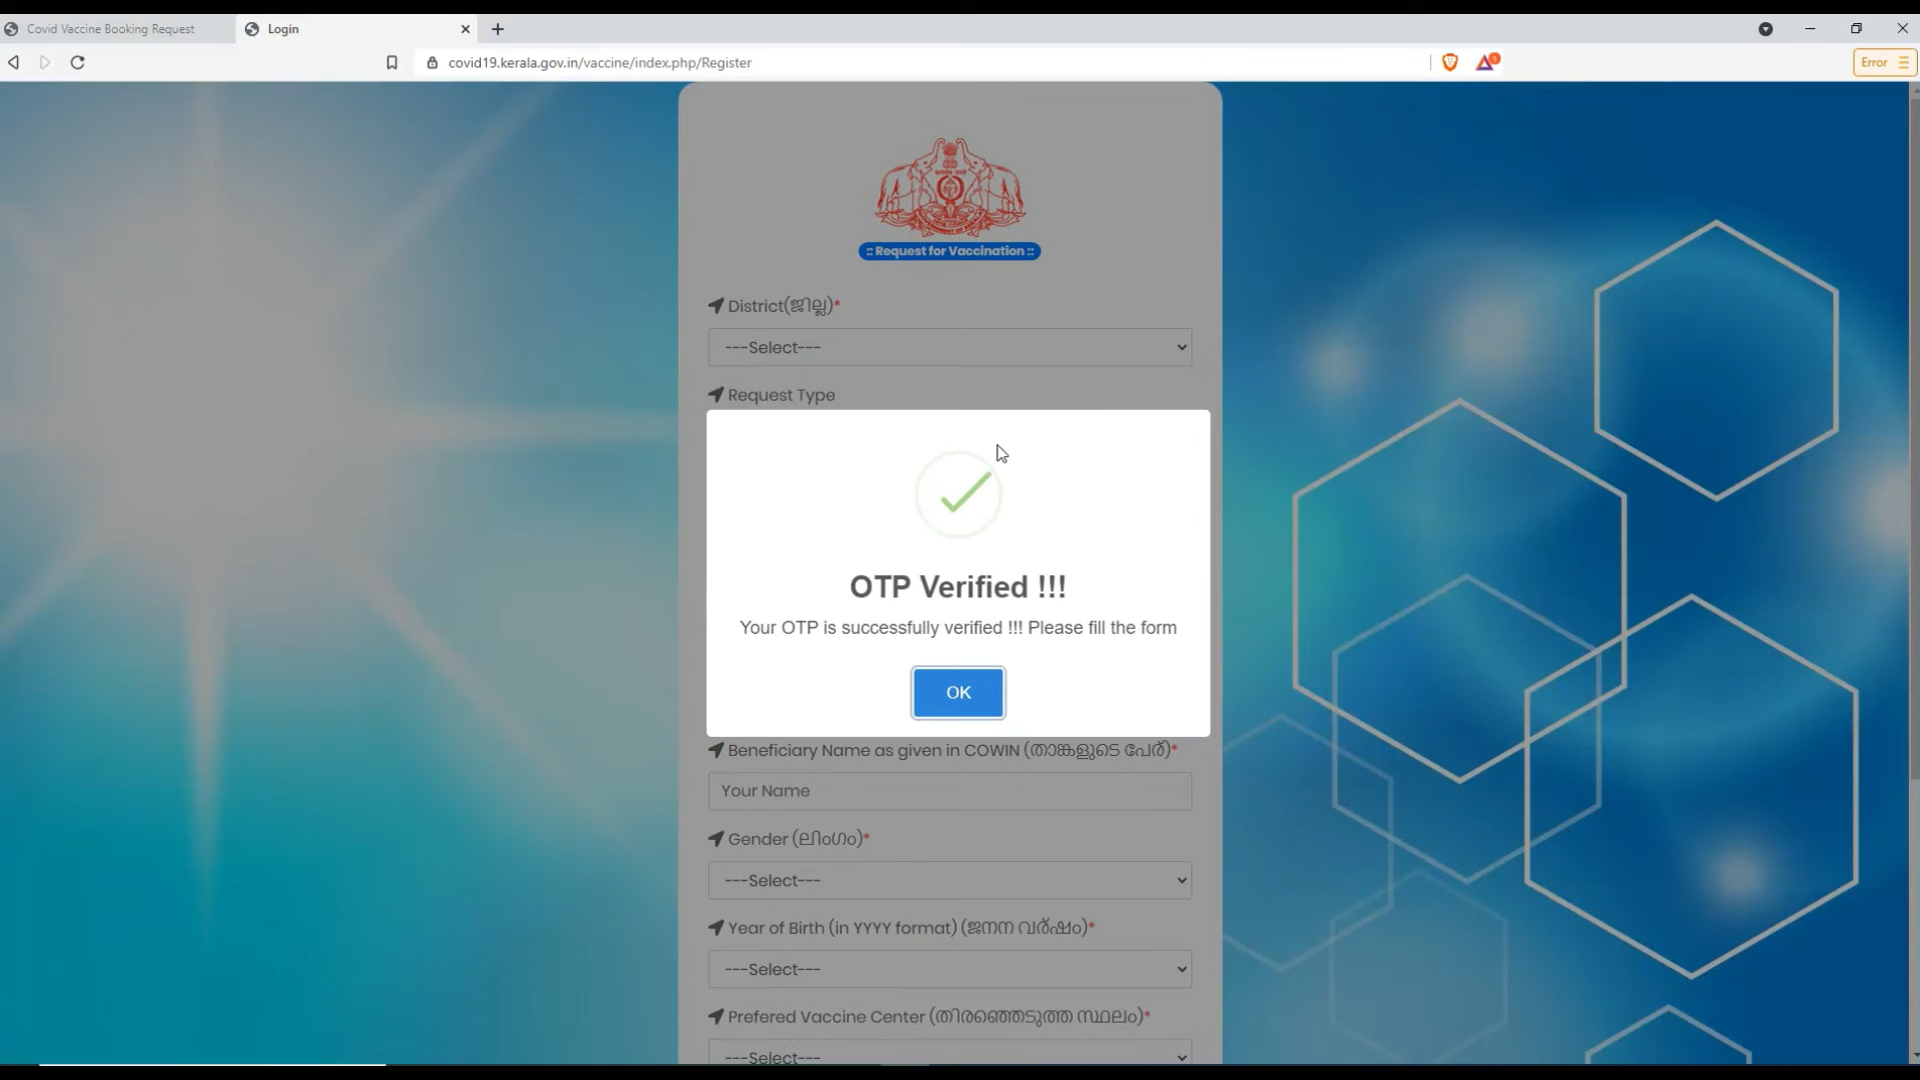 Covid Vaccine Booking Request
Login
covid19.kerala.gov.in/vaccine/index.php/Register
1
Error
:: Request for Vaccination ::
District(ജില്ല)*
---Select---
Request Type
OTP Verified !!!
Your OTP is successfully verified !!! Please fill the form
OK
Beneficiary Name as given in COWIN (താങ്കളുടെ പേര്)*
Your Name
Gender (ലിംഗം)*
---Select---
Year of Birth (in YYYY format) (ജനന വർഷം)*
---Select---
Prefered Vaccine Center (തിരഞ്ഞെടുത്ത സ്ഥലം)*
---Select---